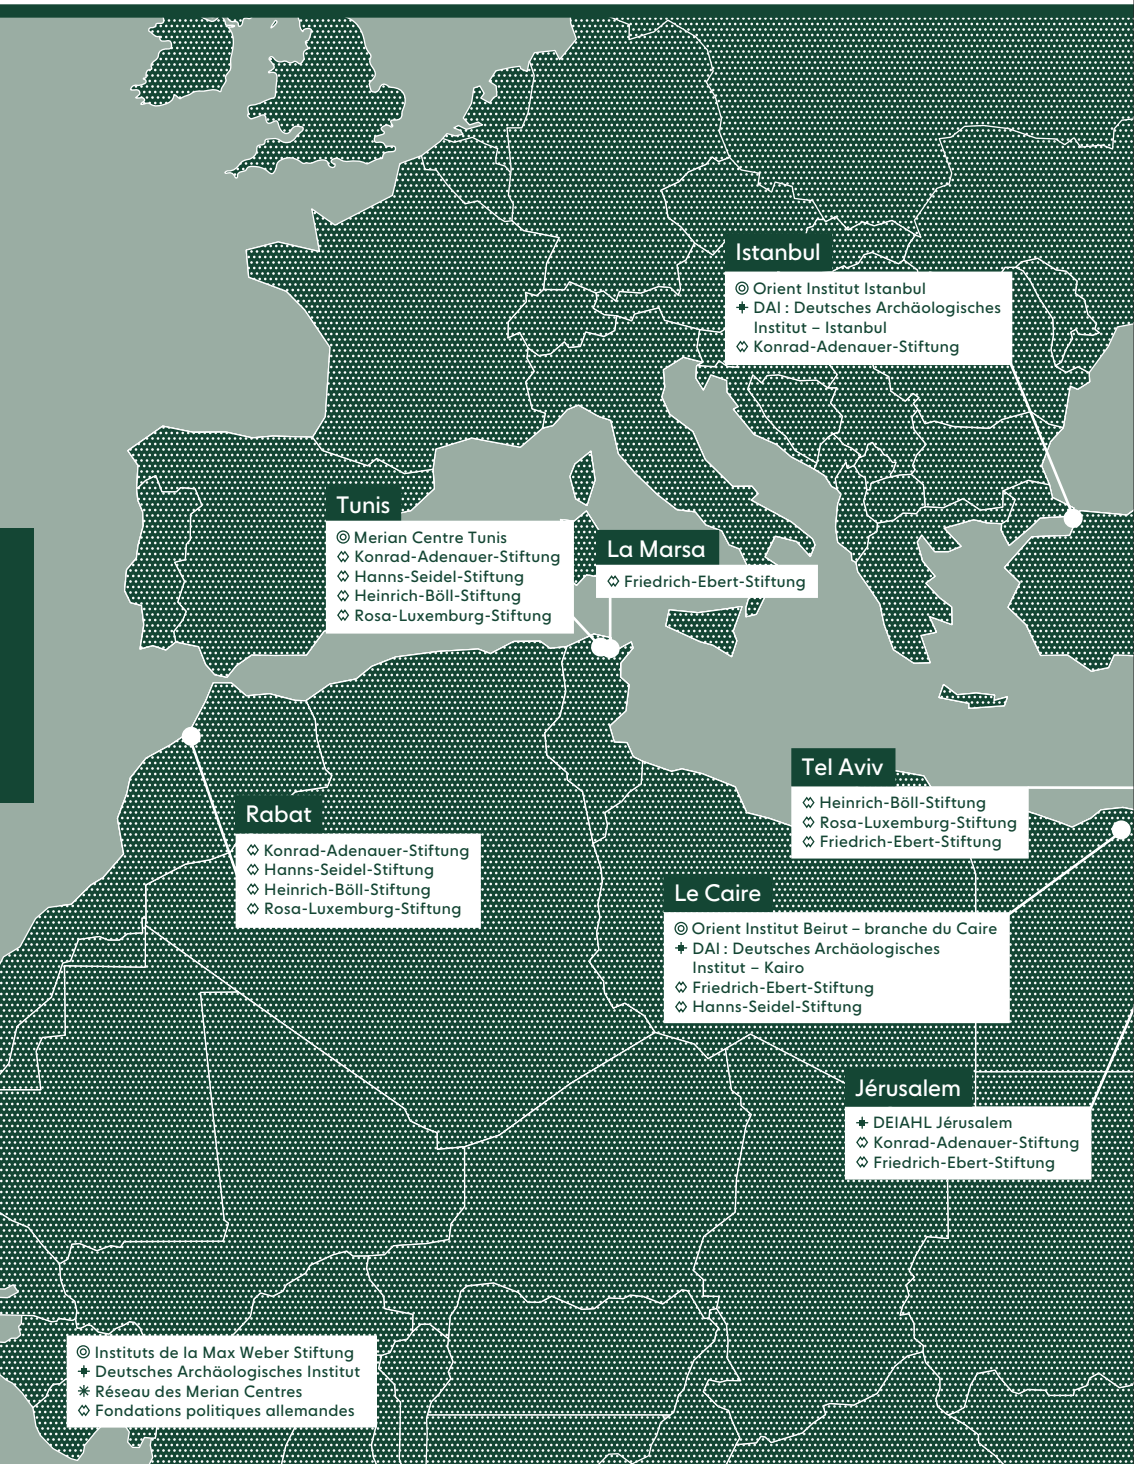 Istanbul
Orient Institut Istanbul
DAI : Deutsches Archäologisches
Institut – Istanbul
Konrad-Adenauer-Stiftung
Tunis
Merian Centre Tunis
Konrad-Adenauer-Stiftung
Hanns-Seidel-Stiftung
Heinrich-Böll-Stiftung
Rosa-Luxemburg-Stiftung
La Marsa
Friedrich-Ebert-Stiftung
Tel Aviv
Heinrich-Böll-Stiftung
Rosa-Luxemburg-Stiftung
Friedrich-Ebert-Stiftung
Rabat
Konrad-Adenauer-Stiftung
Hanns-Seidel-Stiftung
Heinrich-Böll-Stiftung
Rosa-Luxemburg-Stiftung
Le Caire
Orient Institut Beirut – branche du Caire
DAI : Deutsches Archäologisches
Institut – Kairo
Friedrich-Ebert-Stiftung
Hanns-Seidel-Stiftung
Jérusalem
DEIAHL Jérusalem
Konrad-Adenauer-Stiftung
Friedrich-Ebert-Stiftung
Instituts de la Max Weber Stiftung
Deutsches Archäologisches Institut
Réseau des Merian Centres
Fondations politiques allemandes